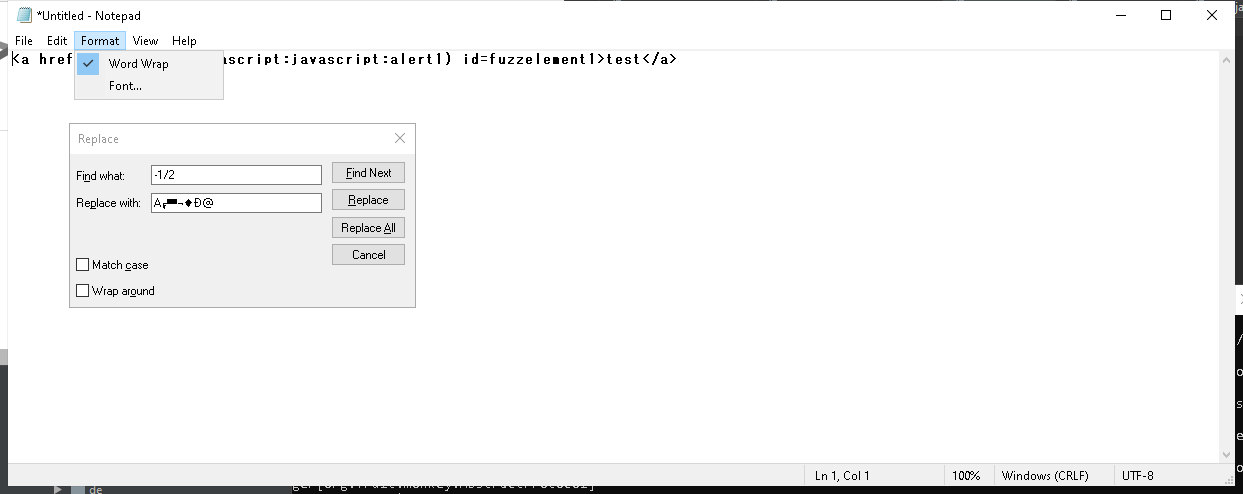 *Untitled - Notepad
File Edit Format View Help
<a href
script:javascript:alert1) id=fuzzelement1>test</a>
Word Wrap
Font...
Replace
Find what:
-1/2
Find Next
Replace with:
Replace
Replace All
Cancel
Match case
Wrap around
Ln 1, Col 1
100%
Windows (CRLF)
UTF-8
de